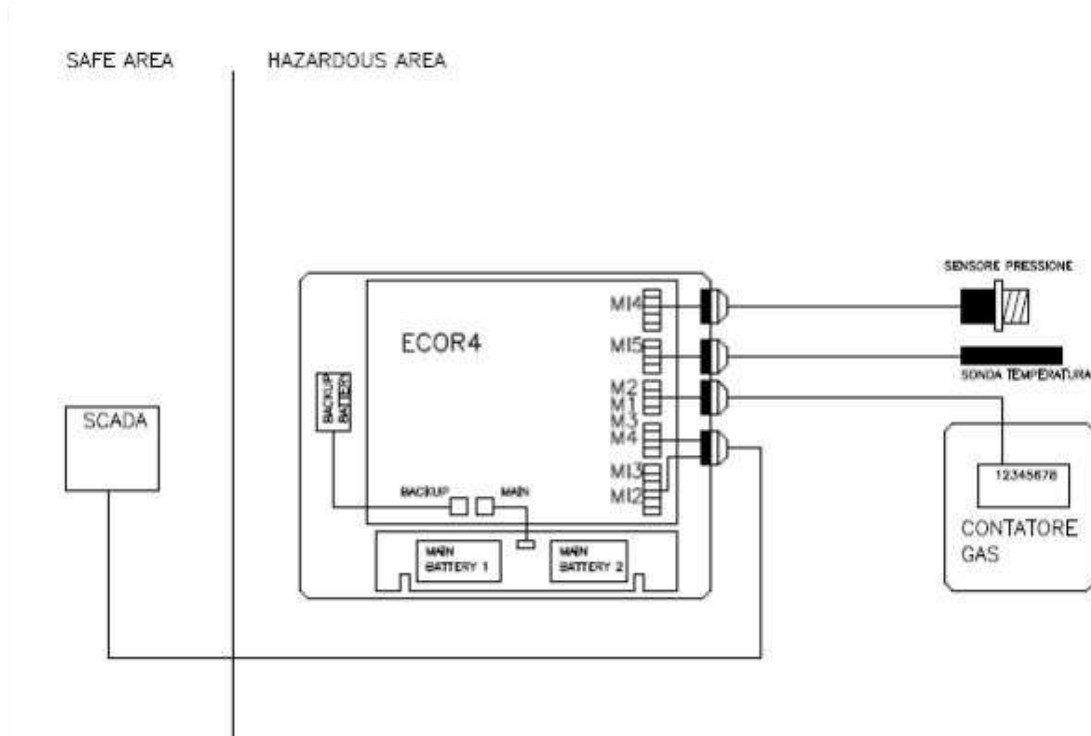 SAFE AREA
HAZARDOUS AREA
SENSORE PRESSIONE
MI4
ECOR4
MI5
SONDA TEMPERATURA
BACKUP
BATTERY
M2
M1
M3
M4
SCADA
MI3
MI2
12345678
BACKUP
MAIN
CONTATORE
GAS
MAIN
BATTERY 1
MAIN
BATTERY 2